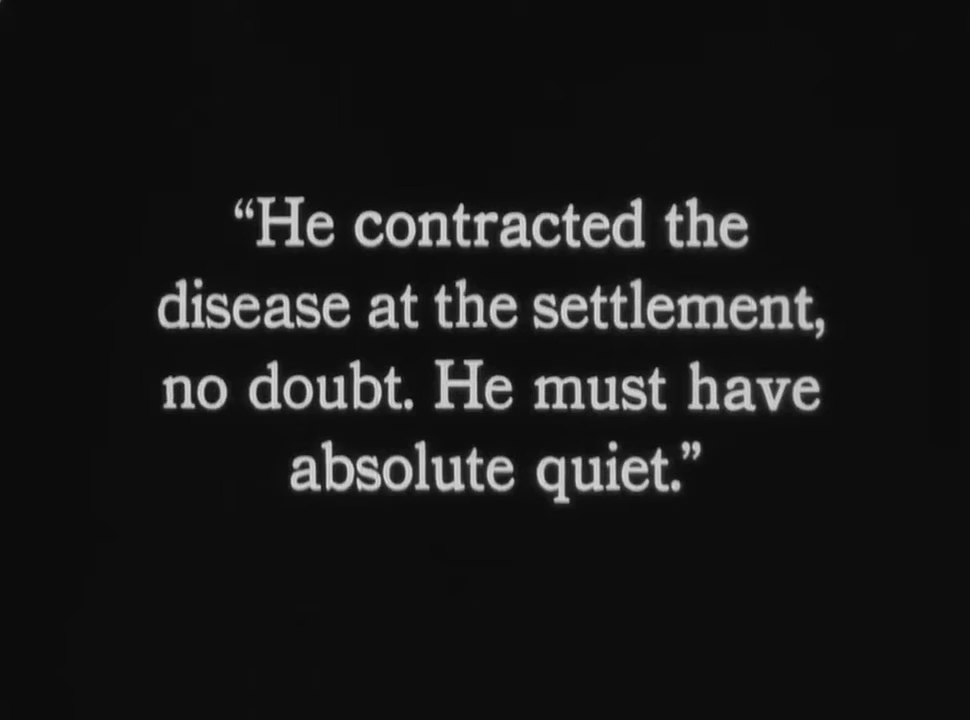 “He contracted the
disease at the settlement,
no doubt. He must have
absolute quiet.”